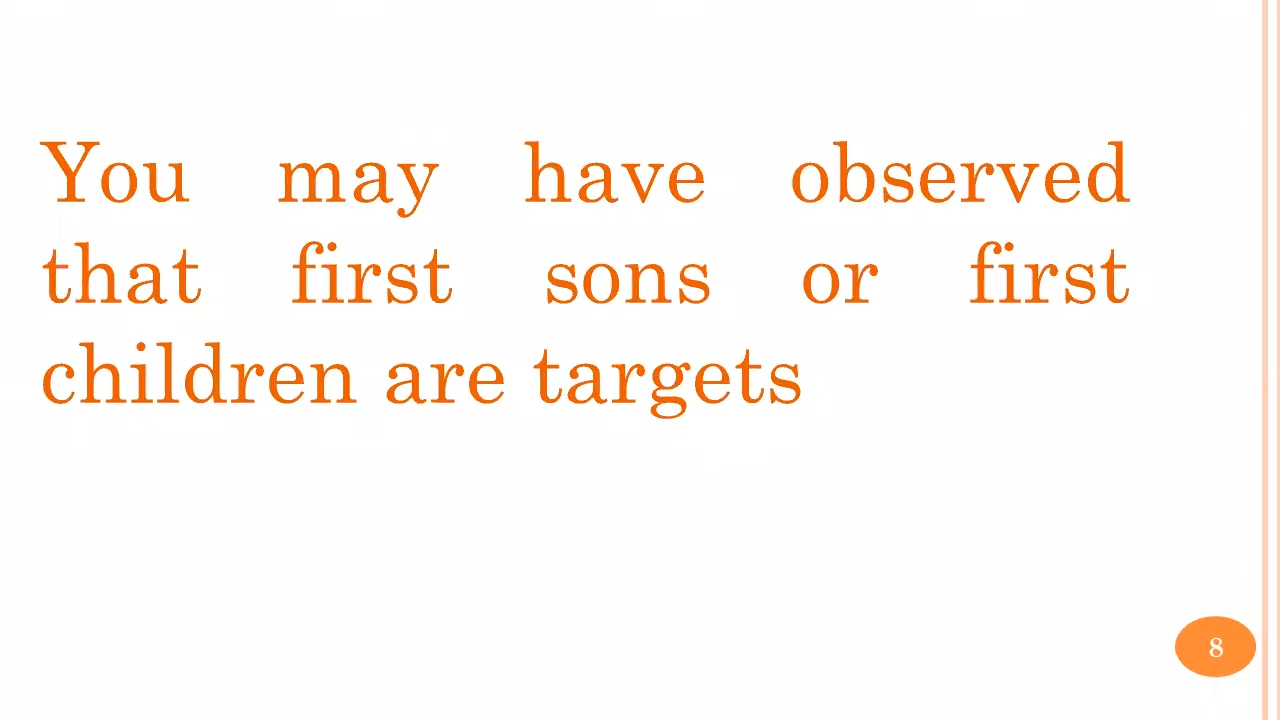 You may have observed
that first sons or first
children are targets
8